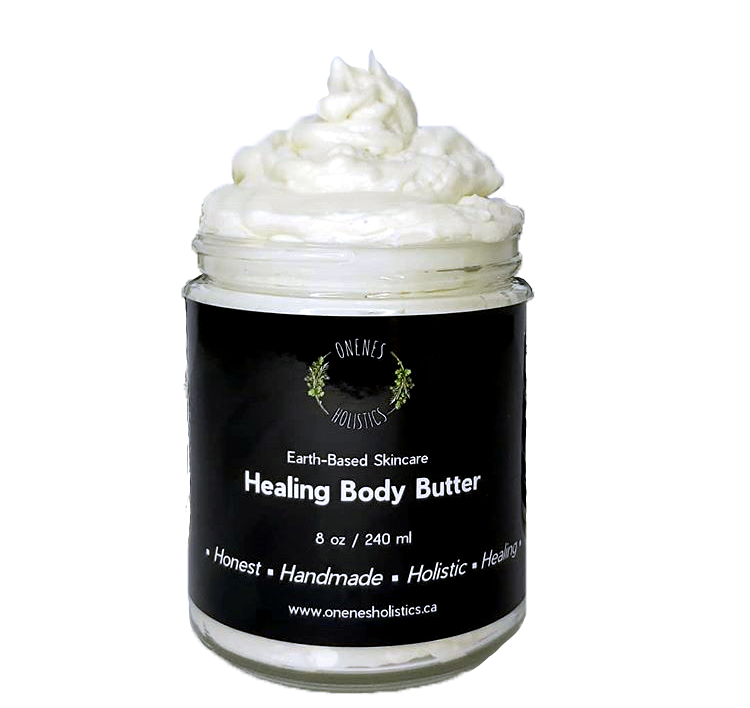 ONENES
HOLISTICS
Earth-Based Skincare
Healing Body Butter
8 oz / 240 ml
▪ Honest ▪ Handmade ▪ Holistic ▪ Healing ▪
www.onenesholistics.ca